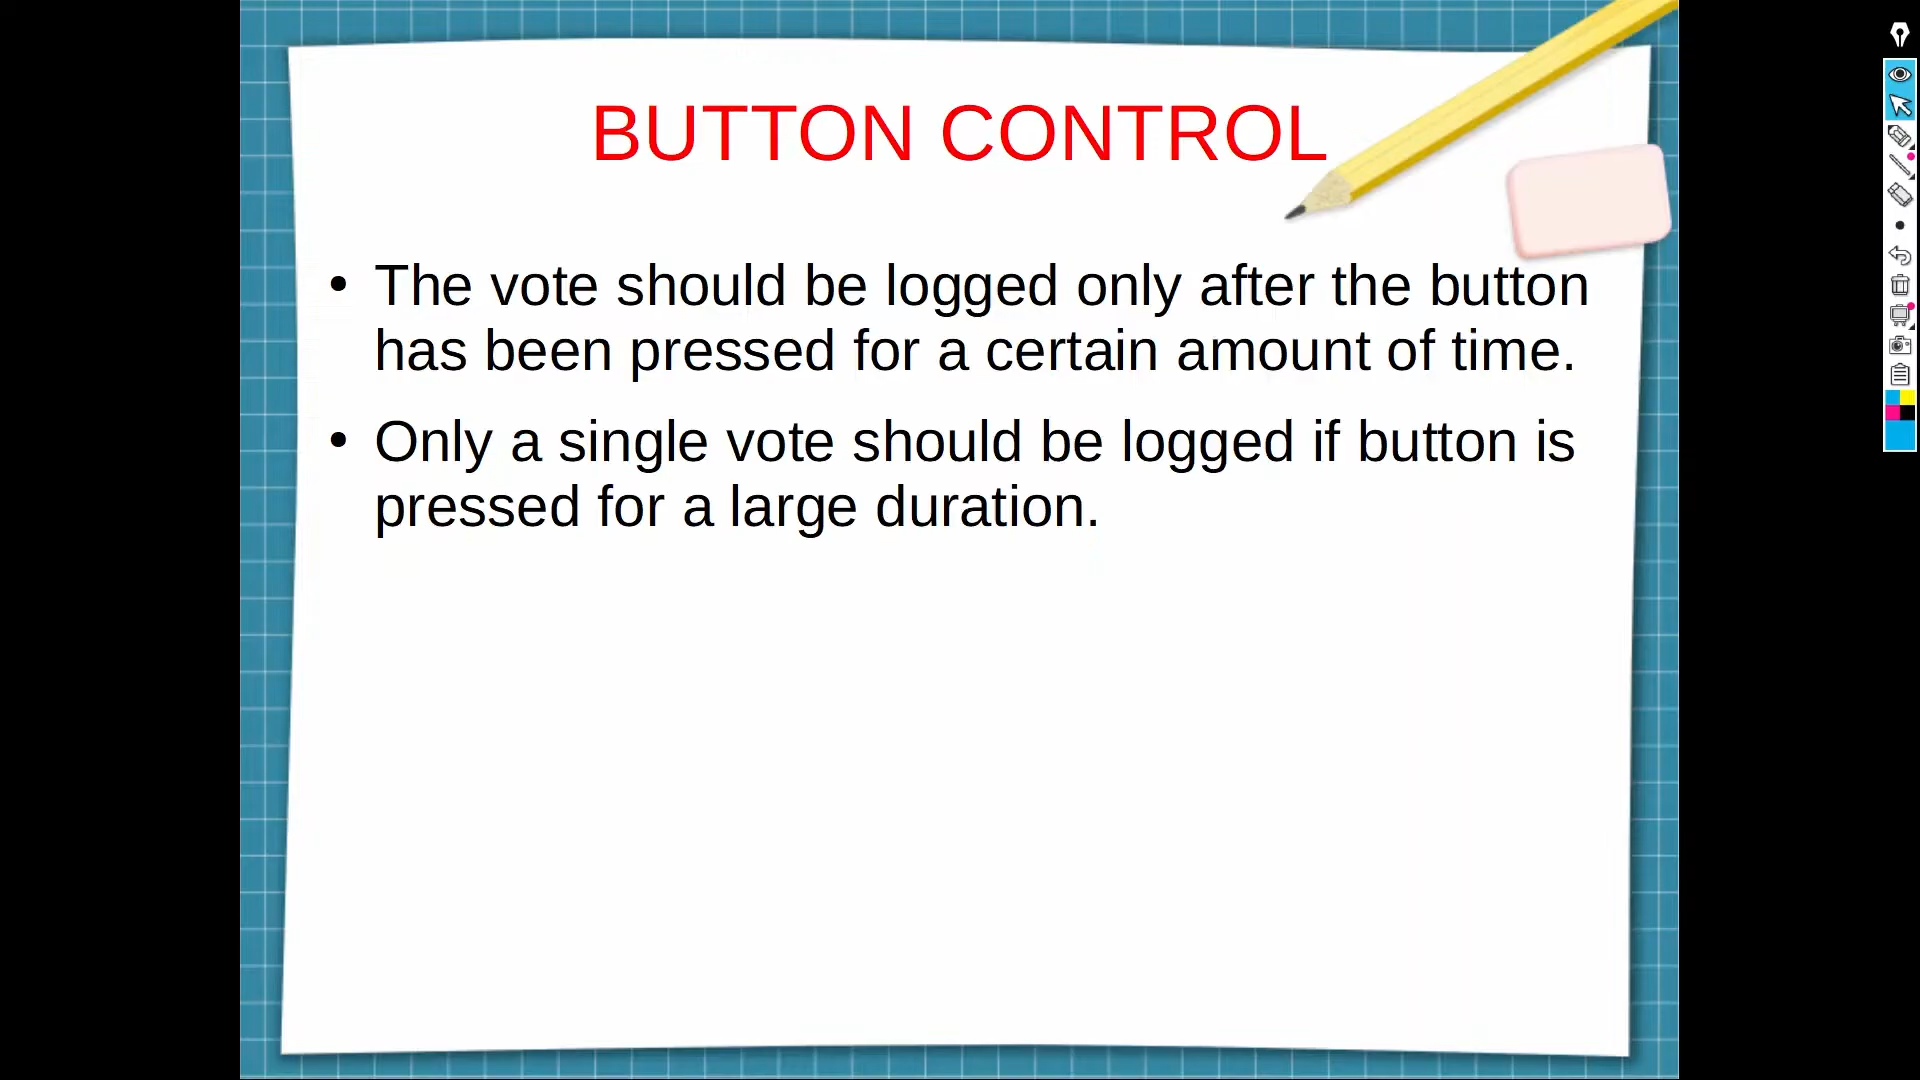 BUTTON CONTROL
• The vote should be logged only after the button
has been pressed for a certain amount of time.
• Only a single vote should be logged if button is
pressed for a large duration.